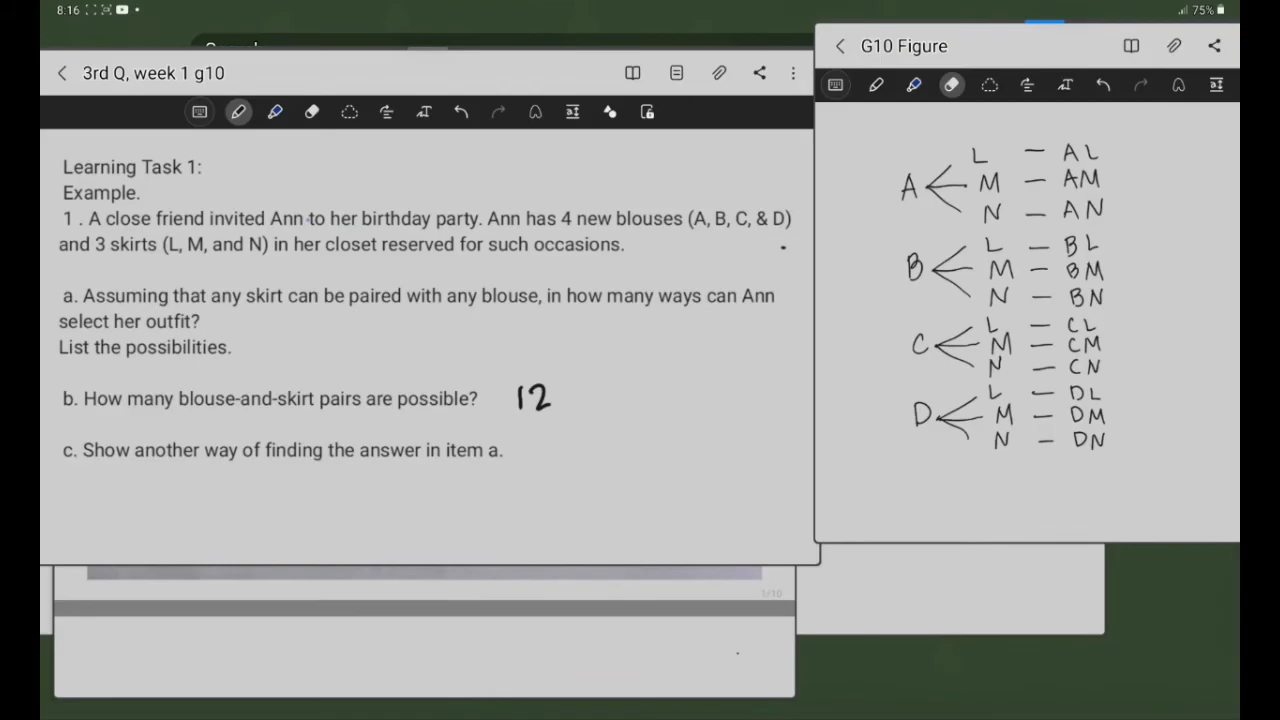 8.16
75%
3rd Q, week 1 g10
Learning Task 1:
Example.
1 . A close friend invited Ann to her birthday party. Ann has 4 new blouses (A, B, C, & D)
and 3 skirts (L, M, and N) in her closet reserved for such occasions.
a. Assuming that any skirt can be paired with any blouse, in how many ways can Ann
select her outfit?
List the possibilities.
b. How many blouse-and-skirt pairs are possible? 12
c. Show another way of finding the answer in item a.
1/10
G10 Figure
L — AL
A M — AM
N — AN
L — BL
B M — BM
N — BN
L — CL
C M — CM
N — CN
L — DL
D M — DM
N — DN